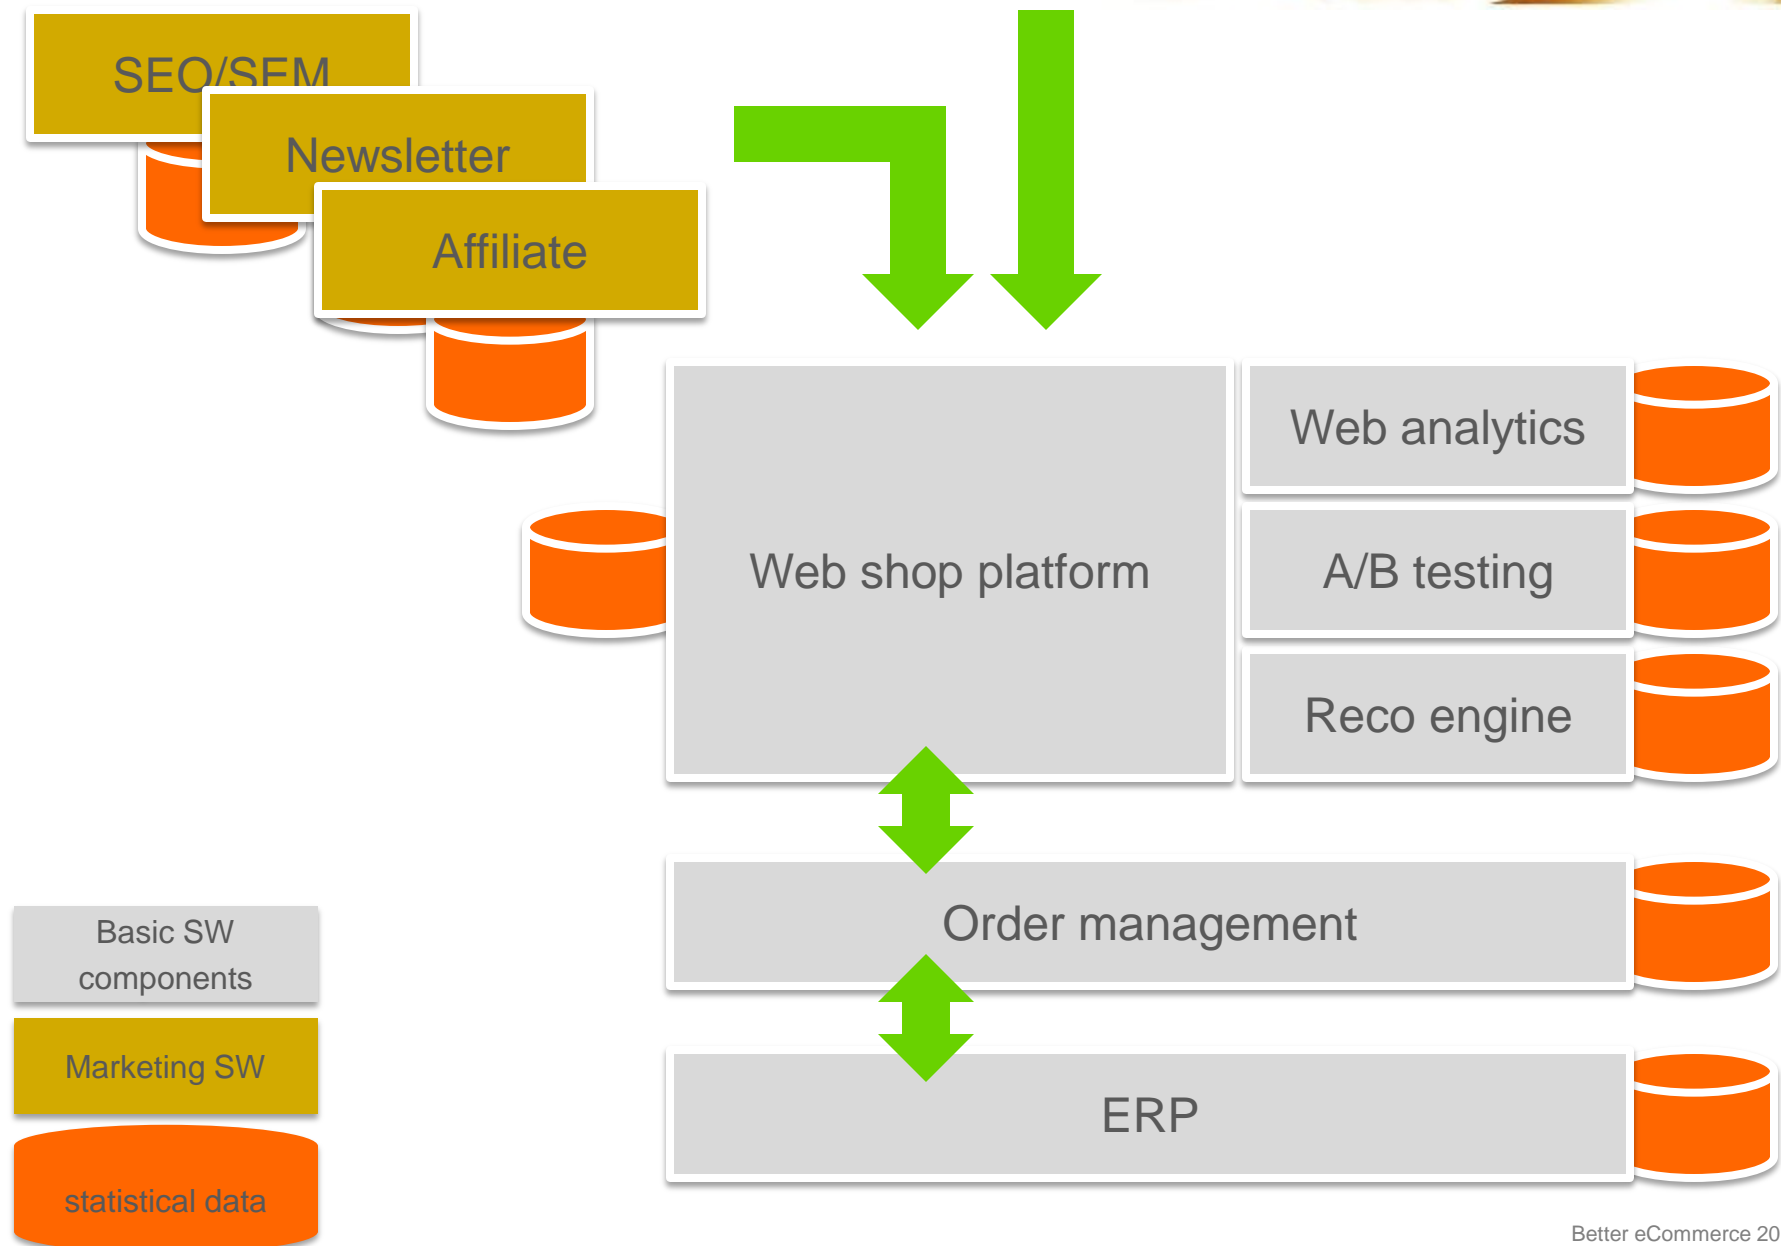 SEO/SEM
Newsletter
Affiliate
Web shop platform
Web analytics
A/B testing
Reco engine
Order management
ERP
Basic SW
components
Marketing SW
statistical data
Better eCommerce 20